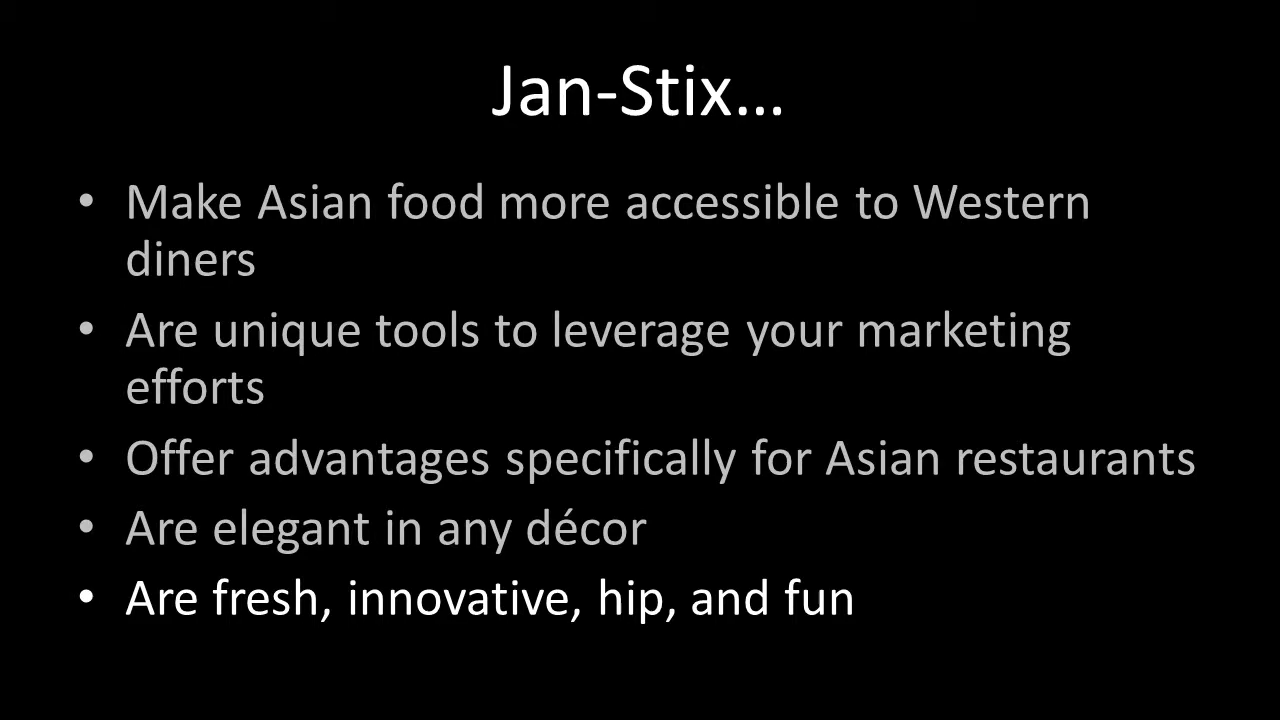 Jan-Stix…
• Make Asian food more accessible to Western
diners
• Are unique tools to leverage your marketing
efforts
• Offer advantages specifically for Asian restaurants
• Are elegant in any décor
• Are fresh, innovative, hip, and fun